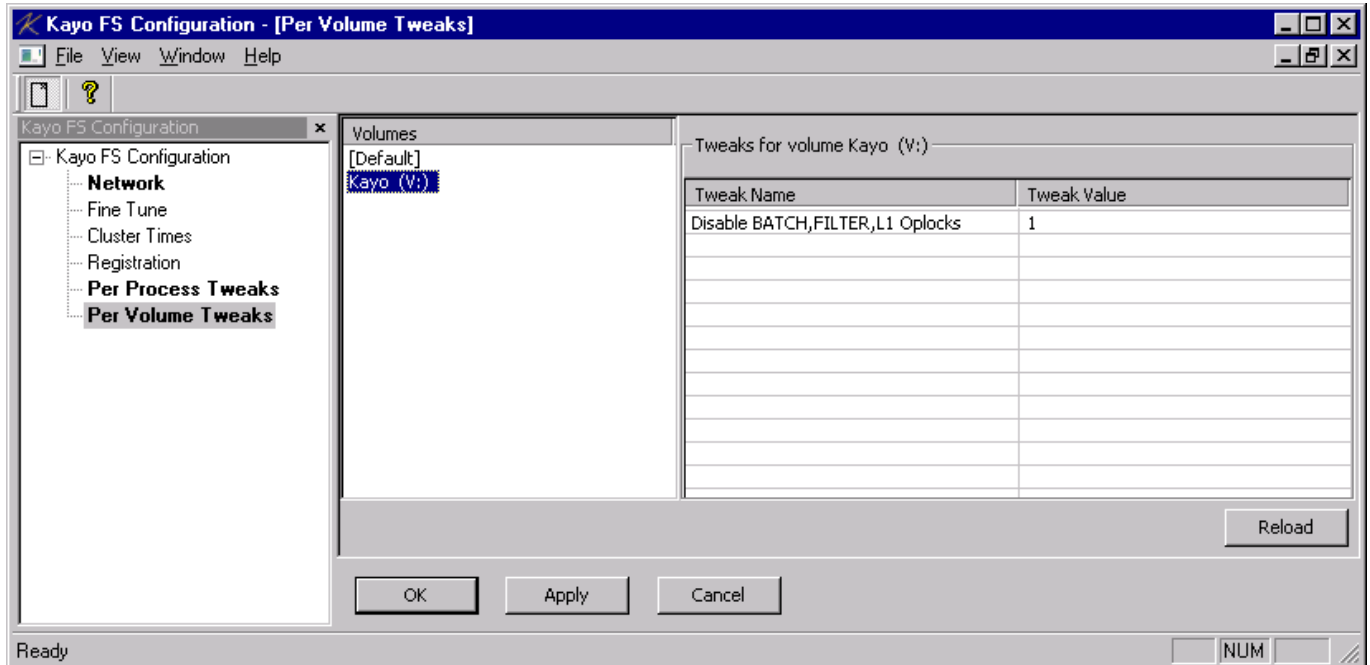 Kayo FS Configuration - [Per Volume Tweaks]
File View Window Help
Kayo FS Configuration
Kayo FS Configuration
Network
Fine Tune
Cluster Times
Registration
Per Process Tweaks
Per Volume Tweaks
Volumes
[Default]
Kayo (V:)
Tweaks for volume Kayo (V:)
Tweak Name Tweak Value
Disable BATCH,FILTER,L1 Oplocks 1
Reload
OK Apply Cancel
Ready NUM